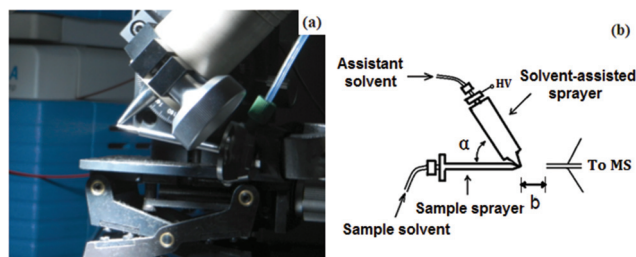 (a)
(b)
Assistant
solvent
HV
Solvent-assisted
sprayer
α
To MS
b
Sample sprayer
Sample solvent